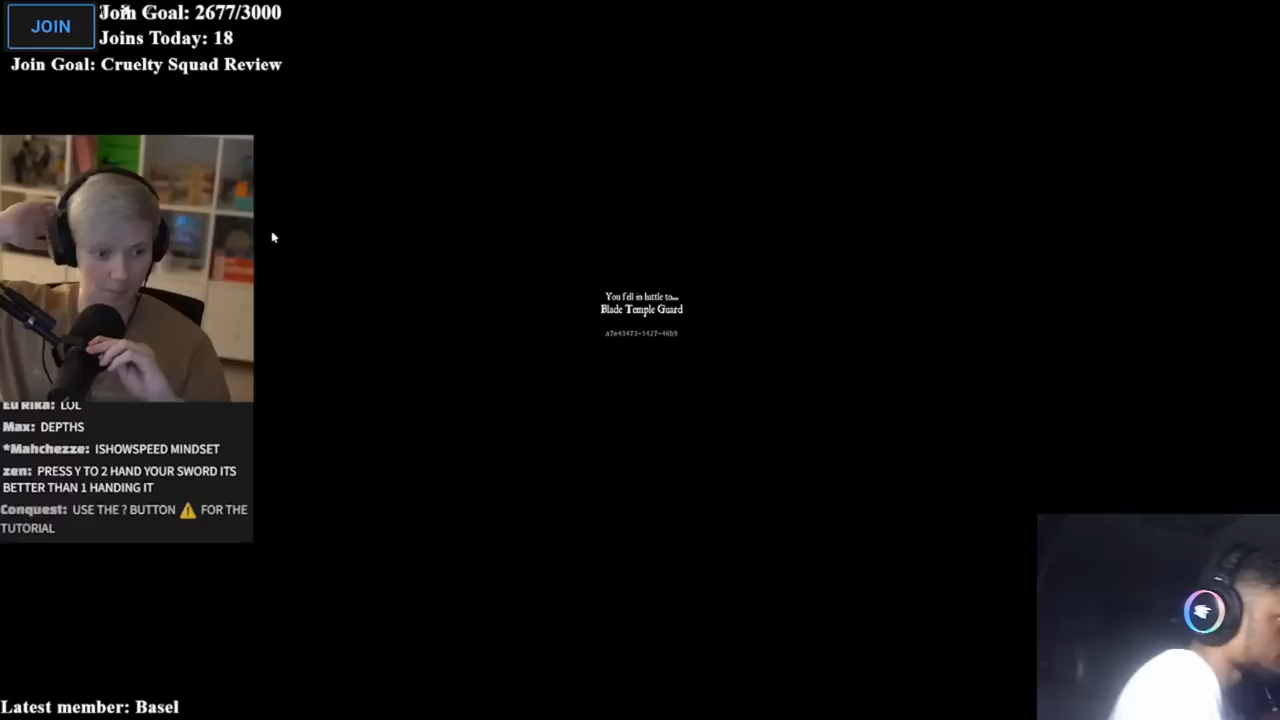 JOIN
Join Goal: 2677/3000
Joins Today: 18
Join Goal: Cruelty Squad Review
You fell in battle to...
Blade Temple Guard
Eu Rika: LOL
Max: DEPTHS
*Mahchezze: ISHOWSPEED MINDSET
zen: PRESS Y TO 2 HAND YOUR SWORD ITS
BETTER THAN 1 HANDING IT
Conquest: USE THE ? BUTTON ⚠️ FOR THE
TUTORIAL
Latest member: Basel